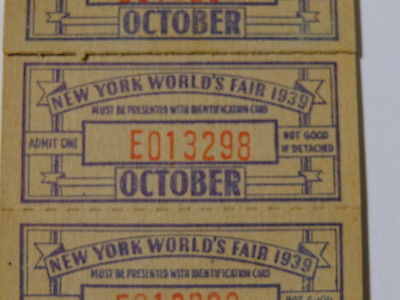 OCTOBER
NEW YORK WORLD'S FAIR 1939
MUST BE PRESENTED WITH IDENTIFICATION CARD
ADMIT ONE
E013298
NOT GOOD
IF DETACHED
OCTOBER
NEW YORK WORLD'S FAIR 1939
MUST BE PRESENTED WITH IDENTIFICATION CARD